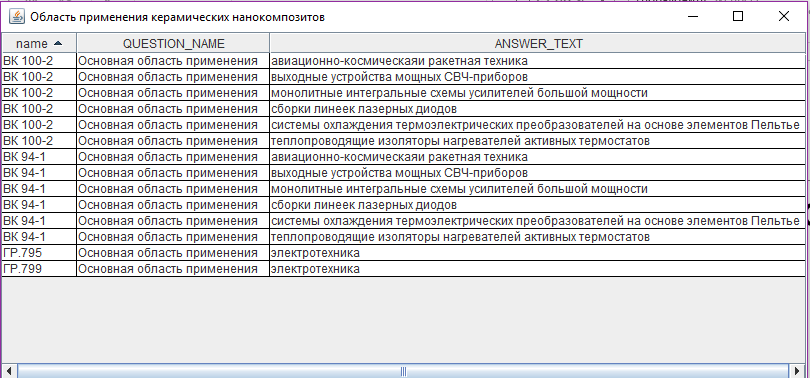 Область применения керамических нанокомпозитов
name QUESTION_NAME ANSWER_TEXT
ВК 100-2 Основная область применения авиационно-космическаяи ракетная техника
ВК 100-2 Основная область применения выходные устройства мощных СВЧ-приборов
ВК 100-2 Основная область применения монолитные интегральные схемы усилителей большой мощности
ВК 100-2 Основная область применения сборки линеек лазерных диодов
ВК 100-2 Основная область применения системы охлаждения термоэлектрических преобразователей на основе элементов Пельтье
ВК 100-2 Основная область применения теплопроводящие изоляторы нагревателей активных термостатов
ВК 94-1 Основная область применения авиационно-космическаяи ракетная техника
ВК 94-1 Основная область применения выходные устройства мощных СВЧ-приборов
ВК 94-1 Основная область применения монолитные интегральные схемы усилителей большой мощности
ВК 94-1 Основная область применения сборки линеек лазерных диодов
ВК 94-1 Основная область применения системы охлаждения термоэлектрических преобразователей на основе элементов Пельтье
ВК 94-1 Основная область применения теплопроводящие изоляторы нагревателей активных термостатов
ГР.795 Основная область применения электротехника
ГР.799 Основная область применения электротехника